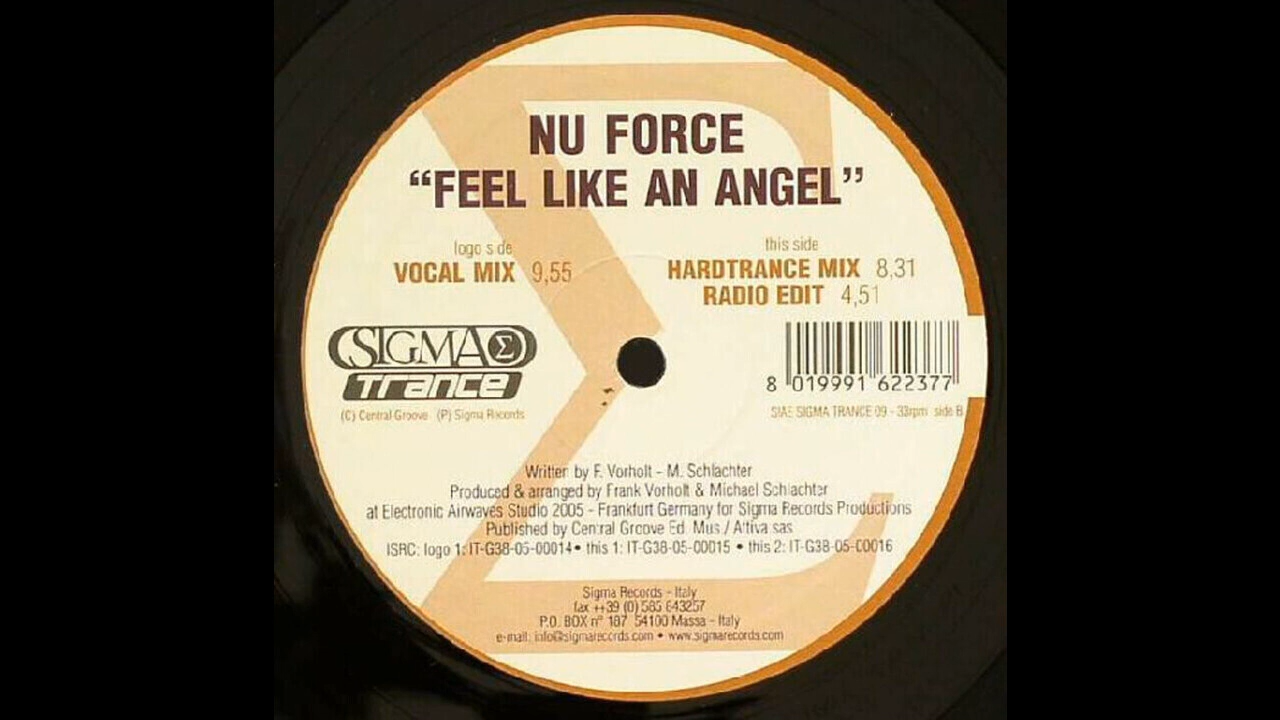 NU FORCE
“FEEL LIKE AN ANGEL”
logo side
VOCAL MIX 9,55
this side
HARDTRANCE MIX 8,31
RADIO EDIT 4,51
SIGMA Σ
Trance
(C) Central Groove (P) Sigma Records
8 019991 622377
SIAE SIGMA TRANCE 09 - 33rpm side B
Written by F. Vorholt - M. Schlachter
Produced & arranged by Frank Vorholt & Michael Schlachter
at Electronic Airwaves Studio 2005 - Frankfurt Germany for Sigma Records Productions
Published by Central Groove Ed. Mus./ Altiva sas
ISRC: logo 1: IT-G38-05-00014 • this 1: IT-G38-05-00015 • this 2: IT-G38-05-00016
Sigma Records - Italy
fax ++39 (0) 585 643257
P.O. BOX n° 187 54100 Massa - Italy
e-mail: info@sigmarecords.com • www.sigmarecords.com